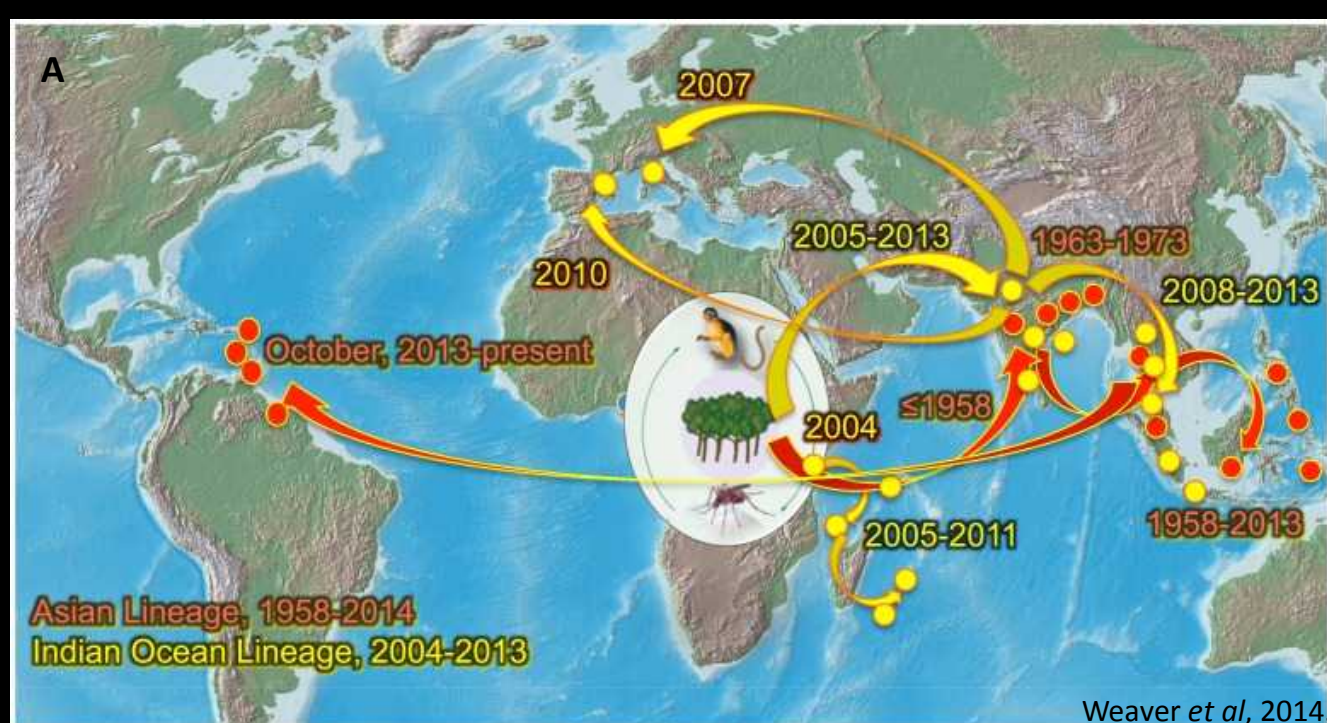 A
2007
2005-2013
1963-1973
2010
2008-2013
October, 2013-present
≤1958
2004
2005-2011
1958-2013
Asian Lineage, 1958-2014
Indian Ocean Lineage, 2004-2013
Weaver et al, 2014